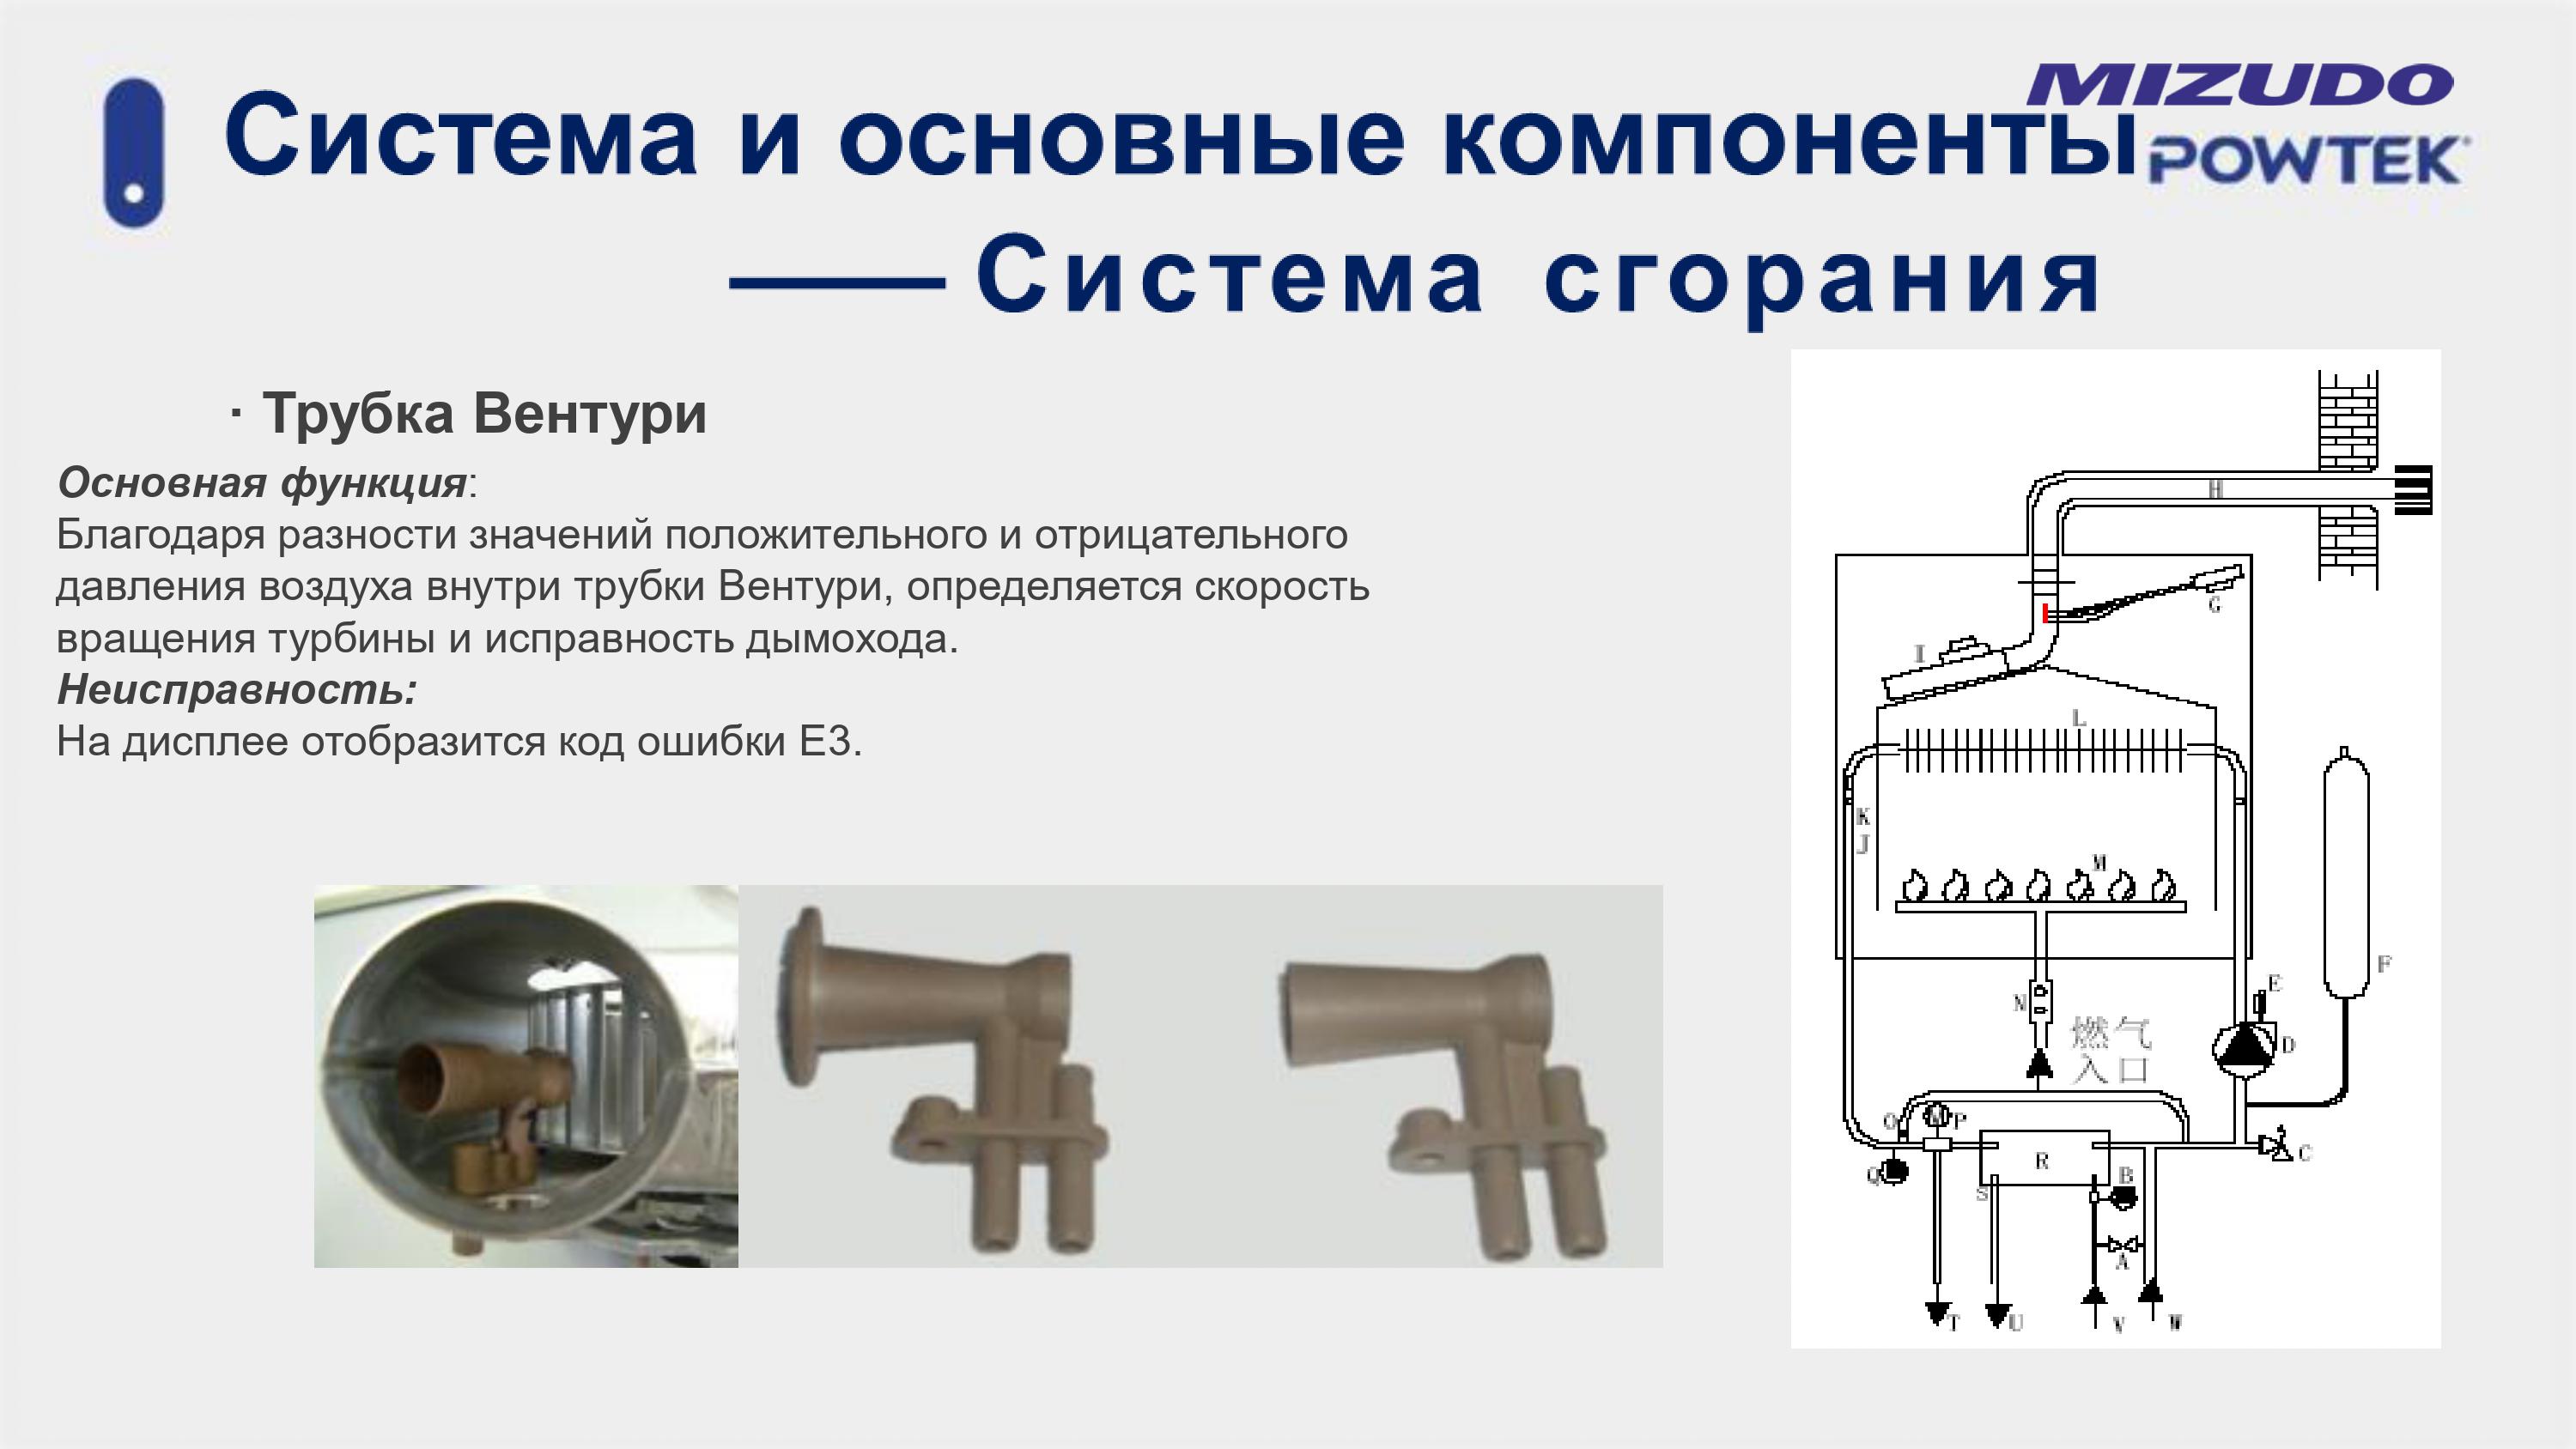 MIZUDO
Система и основные компоненты
POWTEK
—— Система сгорания
· Трубка Вентури
Основная функция:
Благодаря разности значений положительного и отрицательного
давления воздуха внутри трубки Вентури, определяется скорость
вращения турбины и исправность дымохода.
Неисправность:
На дисплее отобразится код ошибки E3.
H
G
I
L
K
J
M
F
E
N
燃气
入口
D
O
M
P
C
Q
R
B
S
A
T
U
V
W